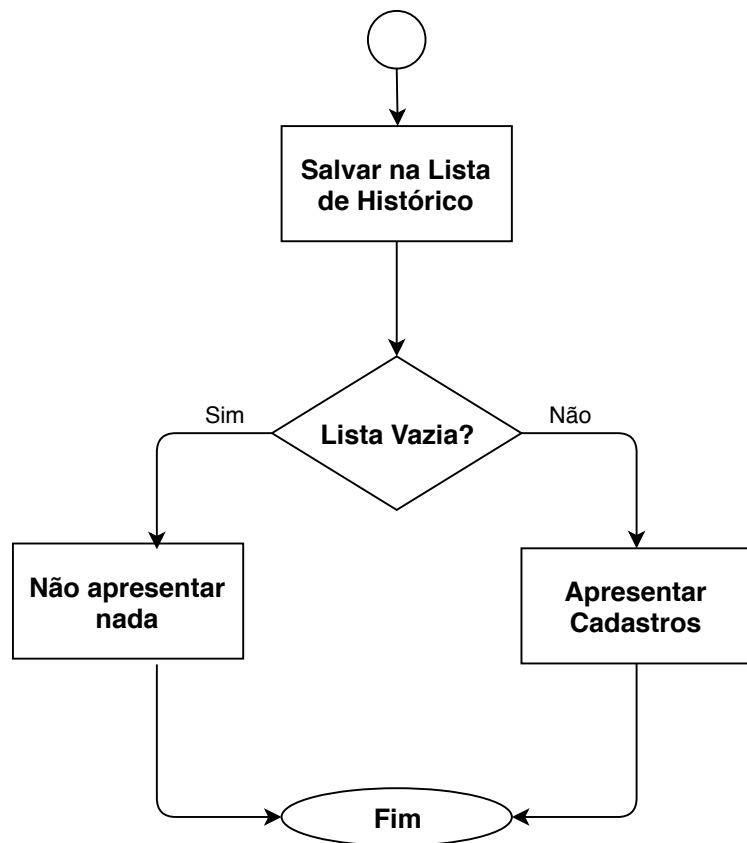 Salvar na Lista
de Histórico
Sim
Lista Vazia?
Não
Não apresentar
nada
Apresentar
Cadastros
Fim